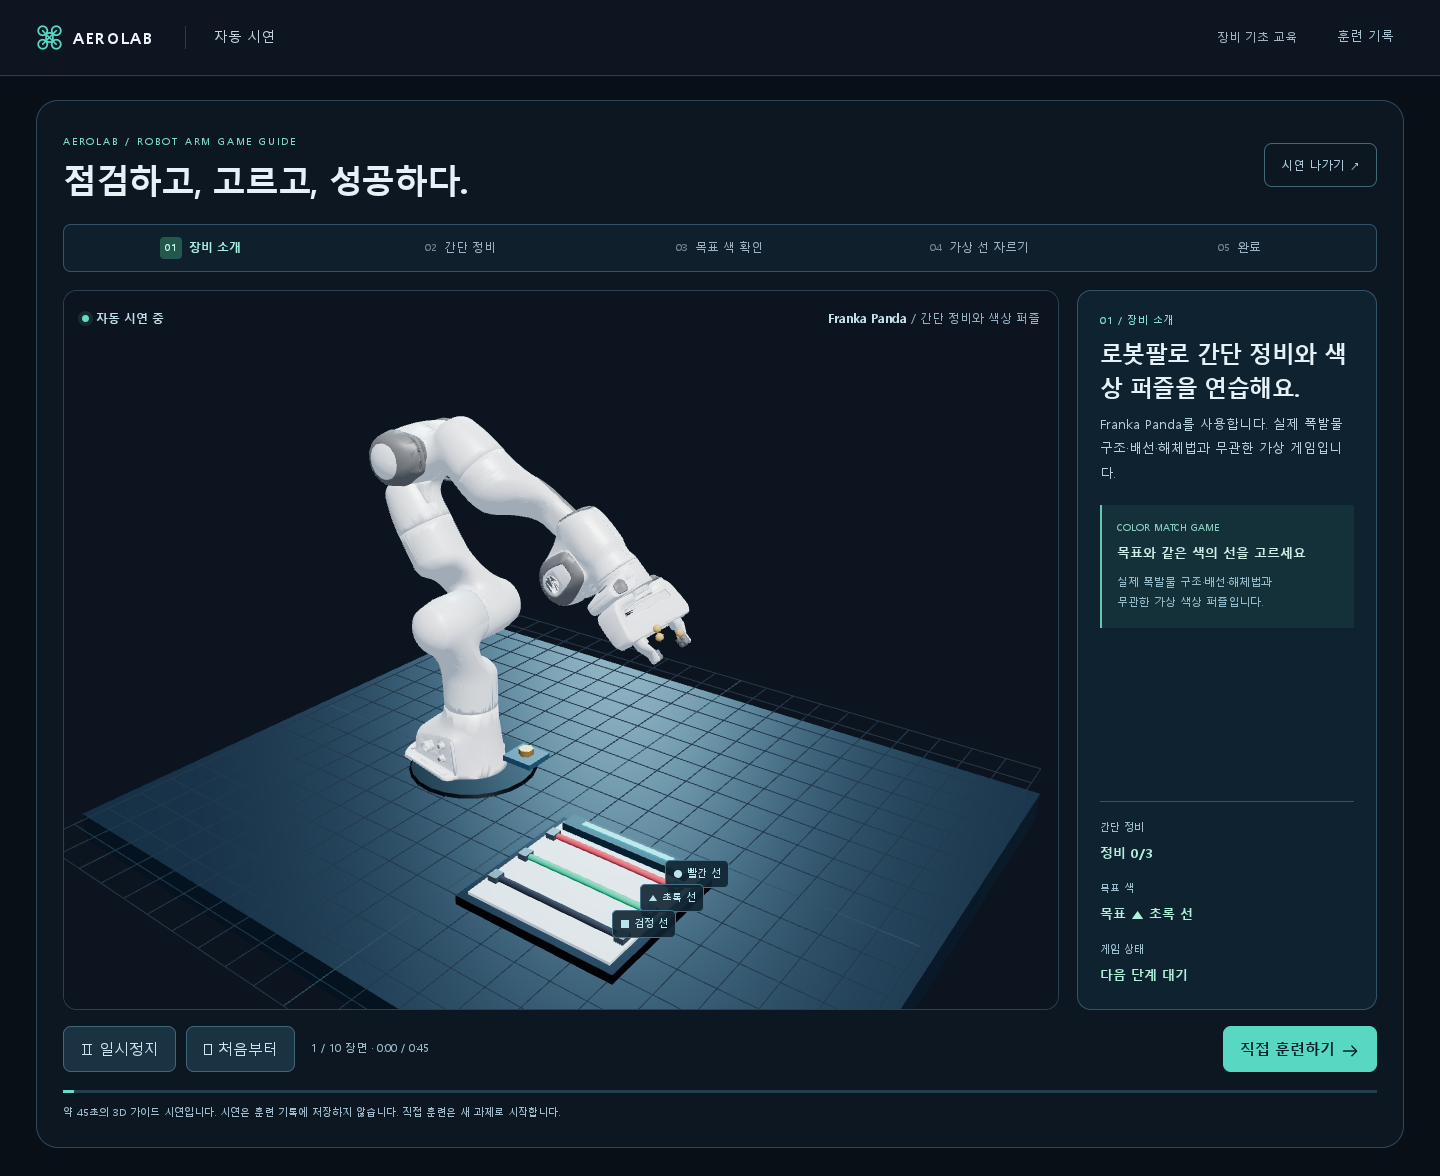 AEROLAB
자동 시연
장비 기초 교육
훈련 기록
AEROLAB / ROBOT ARM GAME GUIDE
점검하고, 고르고, 성공하다.
시연 나가기 ↗
01 장비 소개
02 간단 정비
03 목표 색 확인
04 가상 선 자르기
05 완료
자동 시연 중
Franka Panda / 간단 정비와 색상 퍼즐
● 빨간 선
▲ 초록 선
■ 검정 선
01 / 장비 소개
로봇팔로 간단 정비와 색
상 퍼즐을 연습해요.
Franka Panda를 사용합니다. 실제 폭발물
구조·배선·해체법과 무관한 가상 게임입니
다.
COLOR MATCH GAME
목표와 같은 색의 선을 고르세요
실제 폭발물 구조·배선·해체법과
무관한 가상 색상 퍼즐입니다.
간단 정비
정비 0/3
목표 색
목표 ▲ 초록 선
게임 상태
다음 단계 대기
일시정지
처음부터
1 / 10 장면 · 0:00 / 0:45
직접 훈련하기 →
약 45초의 3D 가이드 시연입니다. 시연은 훈련 기록에 저장하지 않습니다. 직접 훈련은 새 과제로 시작합니다.